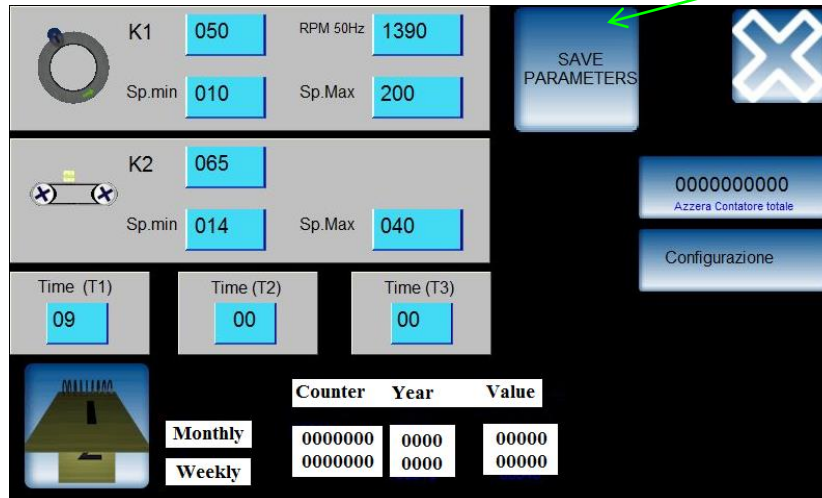 K1 050 RPM 50Hz 1390
Sp.min 010 Sp.Max 200
SAVE
PARAMETERS
K2 065
Sp.min 014 Sp.Max 040
0000000000
Azzera Contatore totale
Configurazione
Time (T1) Time (T2) Time (T3)
09 00 00
1
2
Counter Year Value
Monthly 0000000 0000 00000
Weekly 0000000 0000 00000